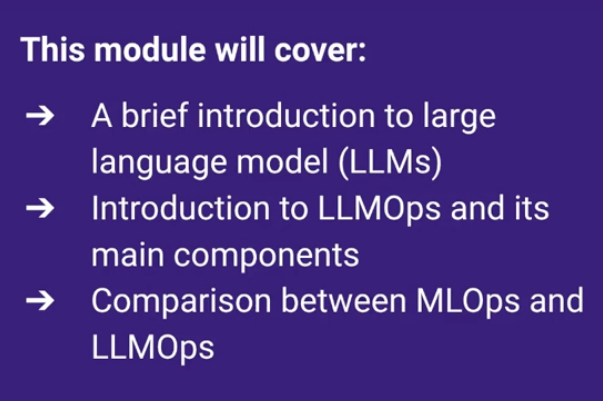 This module will cover:
➔ A brief introduction to large
language model (LLMs)
➔ Introduction to LLMOps and its
main components
➔ Comparison between MLOps and
LLMOps